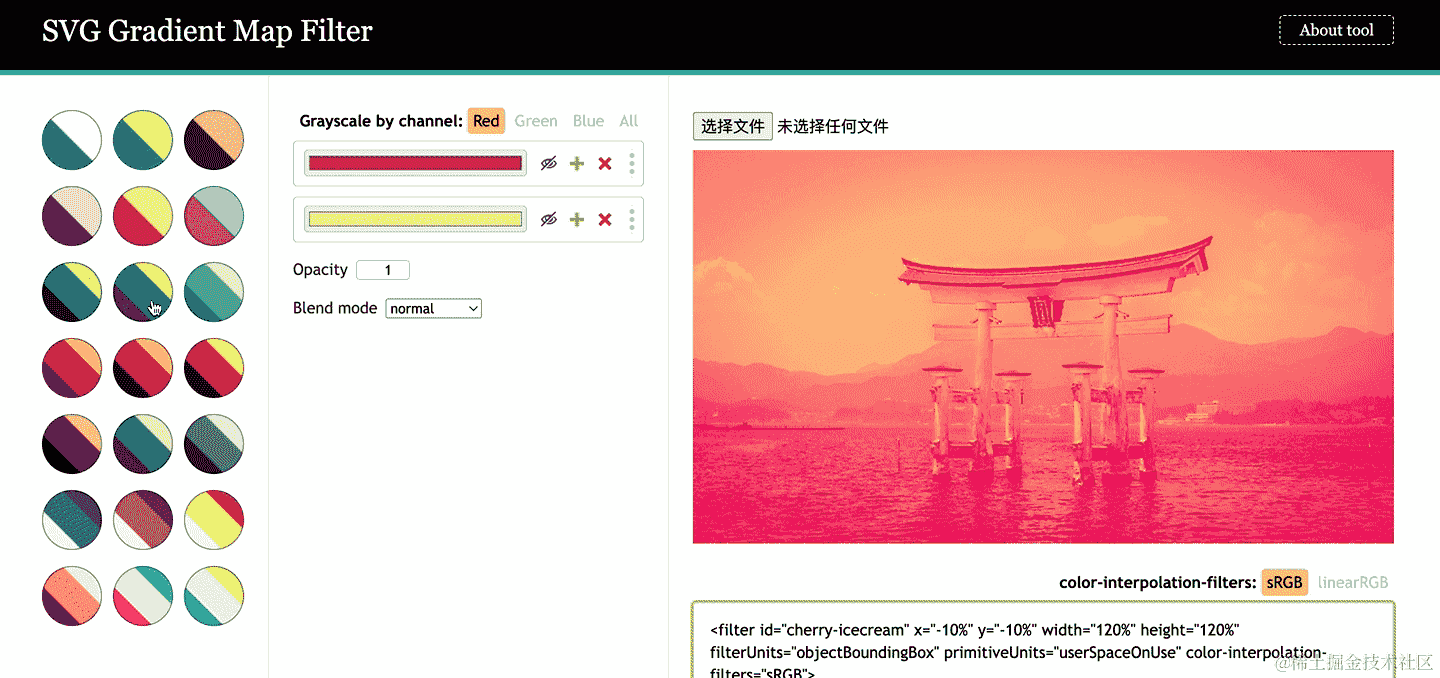 SVG Gradient Map Filter
About tool
Grayscale by channel: Red Green Blue All
Opacity 1
Blend mode normal
选择文件 未选择任何文件
color-interpolation-filters: sRGB linearRGB
<filter id="cherry-icecream" x="-10%" y="-10%" width="120%" height="120%"
filterUnits="objectBoundingBox" primitiveUnits="userSpaceOnUse" color-interpolation-
filters="sRGB">
@稀土掘金技术社区